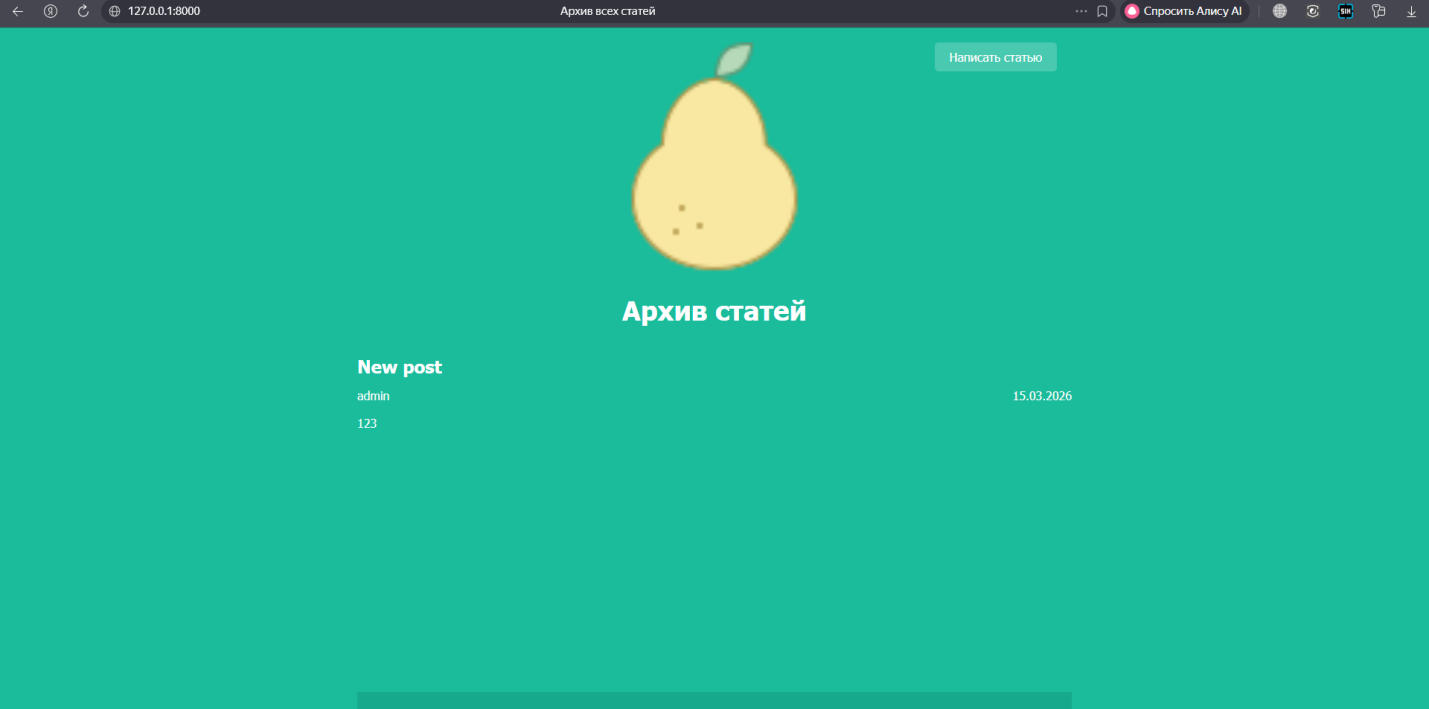 127.0.0.1:8000 Архив всех статей Спросить Алису AI SIM
Написать статью
Архив статей
New post
admin 15.03.2026
123